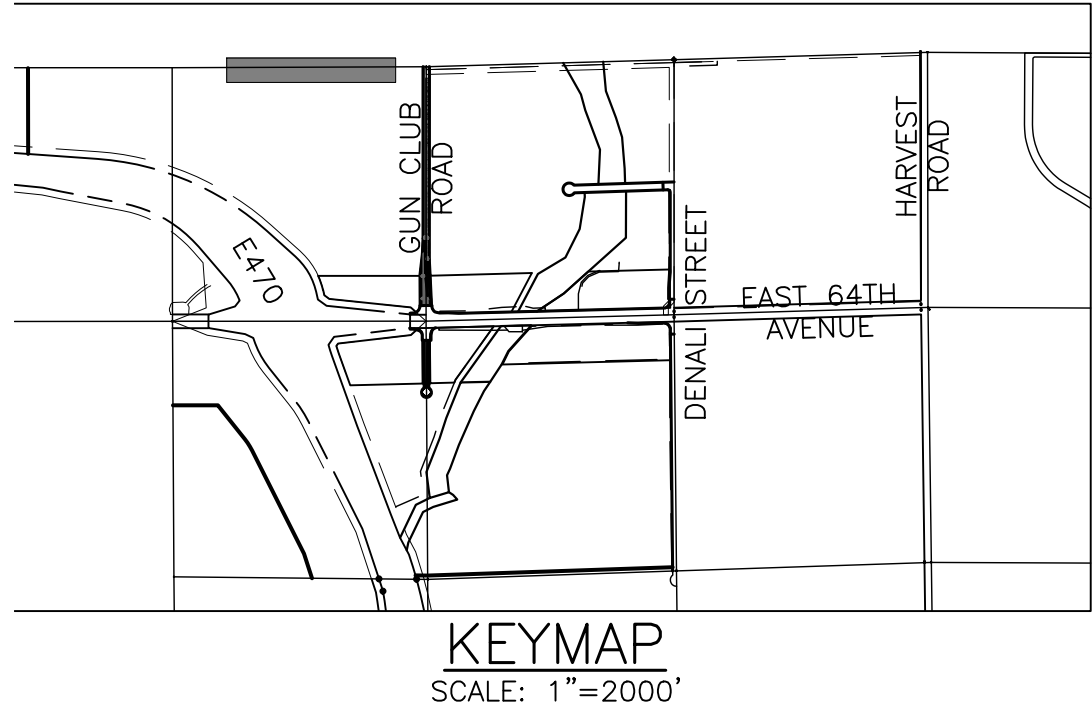 GUN CLUB
ROAD
HARVEST
ROAD
E470
DENALI STREET
EAST 64TH
AVENUE
KEYMAP
SCALE: 1"=2000'